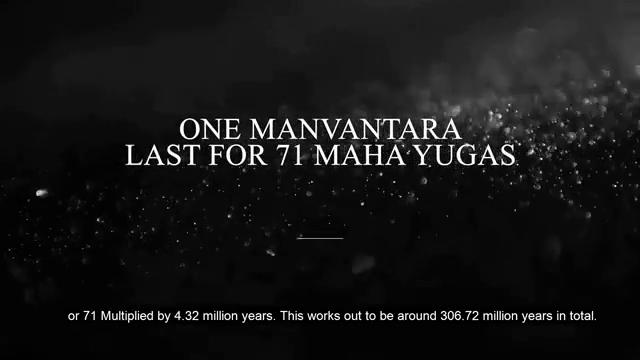 ONE MANVANTARA
LAST FOR 71 MAHA YUGAS
or 71 Multiplied by 4.32 million years. This works out to be around 306.72 million years in total.